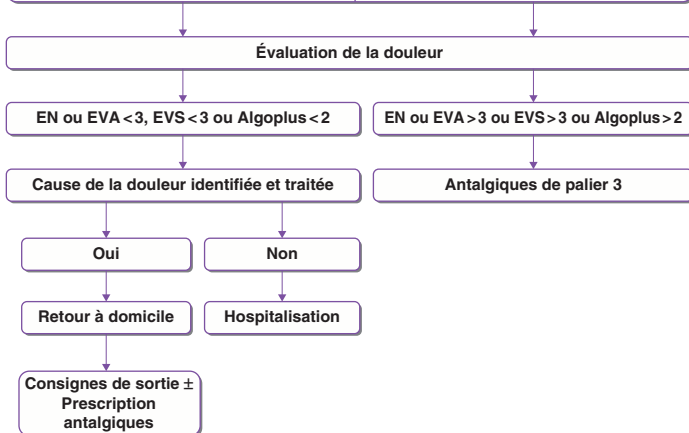 Évaluation de la douleur
EN ou EVA<3, EVS<3 ou Algoplus<2
EN ou EVA>3 ou EVS>3 ou Algoplus>2
Cause de la douleur identifiée et traitée
Antalgiques de palier 3
Oui
Non
Retour à domicile
Hospitalisation
Consignes de sortie ±
Prescription
antalgiques